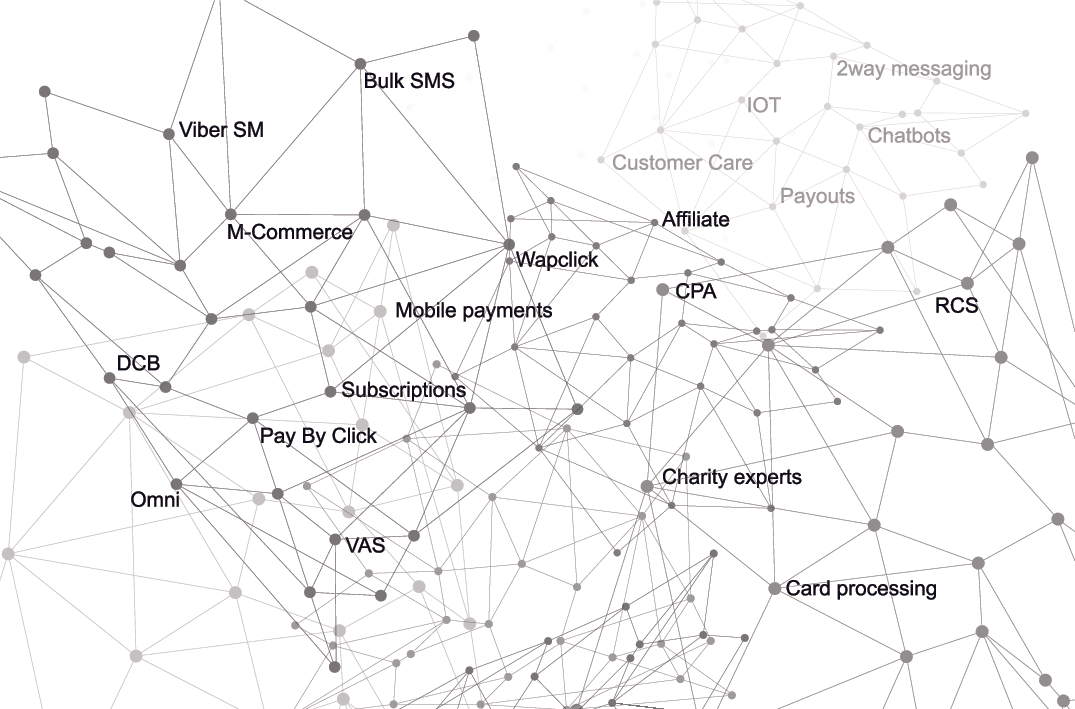 2way messaging
Bulk SMS
IOT
Viber SM
Chatbots
Customer Care
Payouts
Affiliate
M-Commerce
Wapclick
CPA
RCS
Mobile payments
DCB
Subscriptions
Pay By Click
Charity experts
Omni
VAS
Card processing